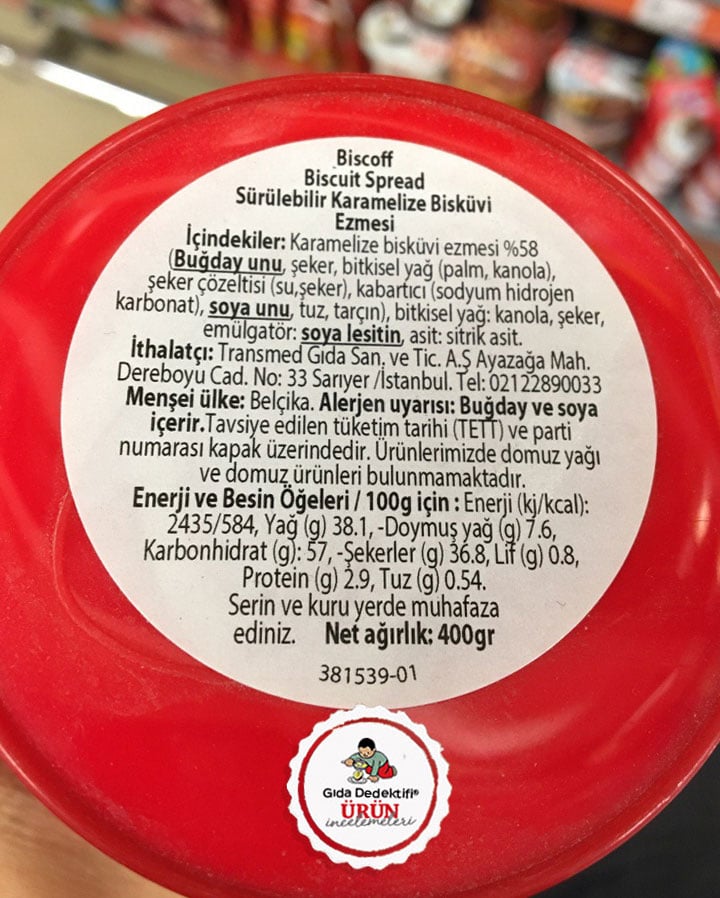 Biscoff
Biscuit Spread
Sürülebilir Karamelize Bisküvi
Ezmesi
İçindekiler: Karamelize bisküvi ezmesi %58
(Buğday unu, şeker, bitkisel yağ (palm, kanola),
şeker çözeltisi (su,şeker), kabartıcı (sodyum hidrojen
karbonat), soya unu, tuz, tarçın), bitkisel yağ: kanola, şeker,
emülgatör: soya lesitin, asit: sitrik asit.
İthalatçı: Transmed Gıda San. ve Tic. A.Ş Ayazağa Mah.
Dereboyu Cad. No: 33 Sarıyer /İstanbul. Tel: 02122890033
Menşei ülke: Belçika. Alerjen uyarısı: Buğday ve soya
içerir.Tavsiye edilen tüketim tarihi (TETT) ve parti
numarası kapak üzerindedir. Ürünlerimizde domuz yağı
ve domuz ürünleri bulunmamaktadır.
Enerji ve Besin Öğeleri / 100g için : Enerji (kj/kcal):
2435/584, Yağ (g) 38.1, -Doymuş yağ (g) 7.6,
Karbonhidrat (g): 57, -Şekerler (g) 36.8, Lif (g) 0.8,
Protein (g) 2.9, Tuz (g) 0.54.
Serin ve kuru yerde muhafaza
ediniz. Net ağırlık: 400gr
381539-01
Gıda Dedektifi®
ÜRÜN
incelemeleri